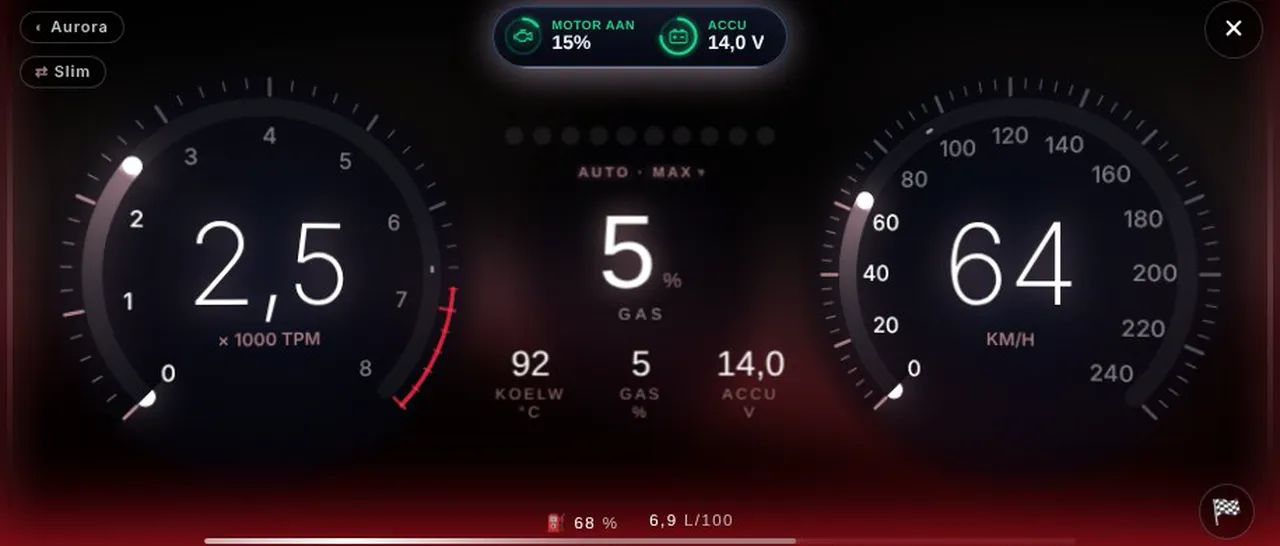 ‹ Aurora
⇄ Slim
MOTOR AAN
15%
ACCU
14,0 V
✕
0
1
2
3
4
5
6
7
8
2,5
× 1000 TPM
AUTO · MAX ▾
5 %
GAS
92
KOELW
°C
5
GAS
%
14,0
ACCU
V
0
20
40
60
80
100
120
140
160
180
200
220
240
64
KM/H
68 %
6,9 L/100